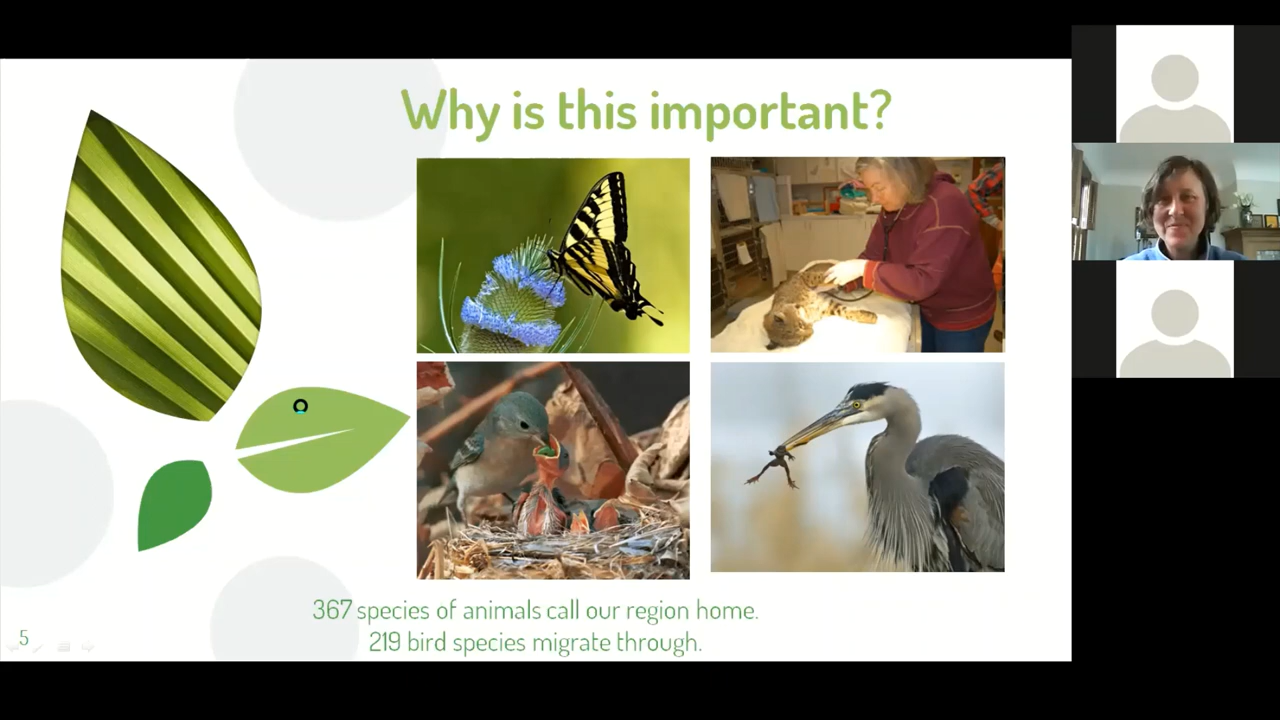 Why is this important?
367 species of animals call our region home.
219 bird species migrate through.
5